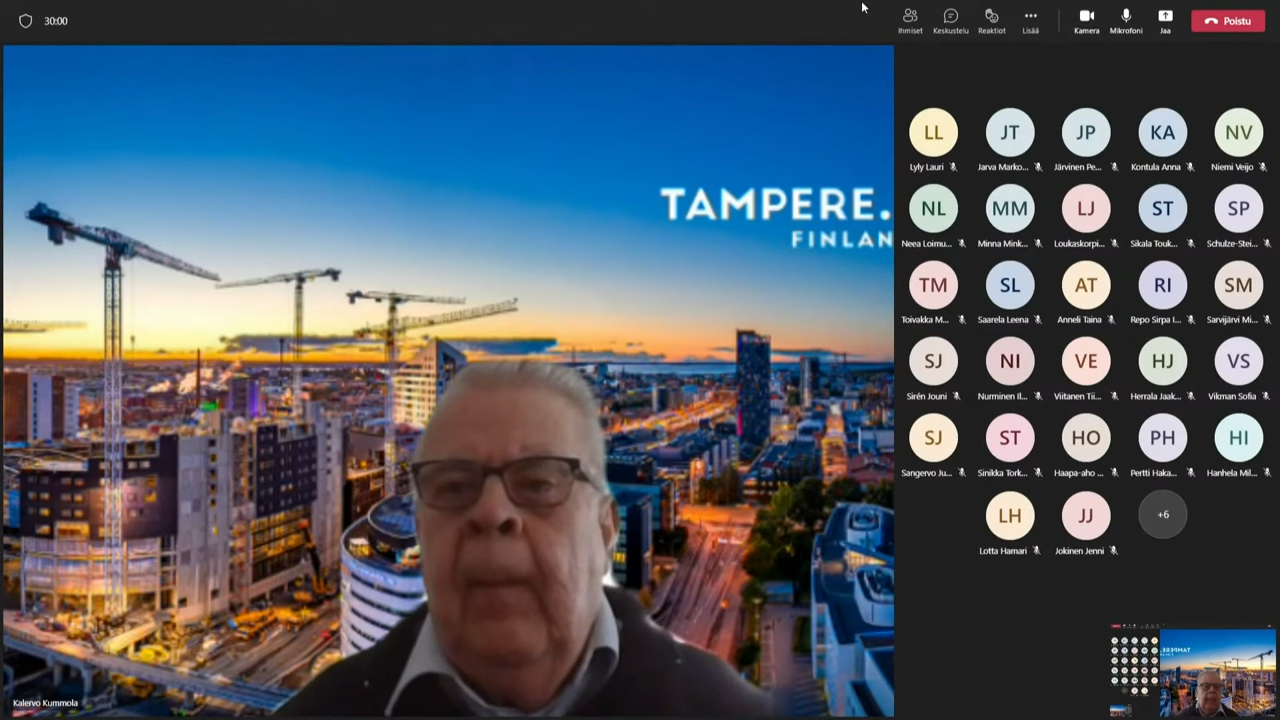 30:00
Ihmiset
Keskustelu
Reaktiot
Lisää
Kamera
Mikrofoni
Jaa
Poistu
TAMPERE.
FINLAN
Kalervo Kummola
LL
JT
JP
KA
NV
Lyly Lauri
Jarva Marko...
Järvinen Pe...
Kontula Anna
Niemi Veijo
NL
MM
LJ
ST
SP
Neea Loimu...
Minna Mink...
Loukaskorpi...
Sikala Touk...
Schulze-Stei...
TM
SL
AT
RI
SM
Toivakka M...
Saarela Leena
Anneli Taina
Repo Sirpa I...
Sarvijärvi Mi...
SJ
NI
VE
HJ
VS
Sirén Jouni
Nurminen Il...
Viitanen Tii...
Herrala Jaak...
Vikman Sofia
SJ
ST
HO
PH
HI
Sangervo Ju...
Sinikka Tork...
Haapa-aho ...
Pertti Haka...
Hanhela Mil...
LH
JJ
+6
Lotta Hamari
Jokinen Jenni